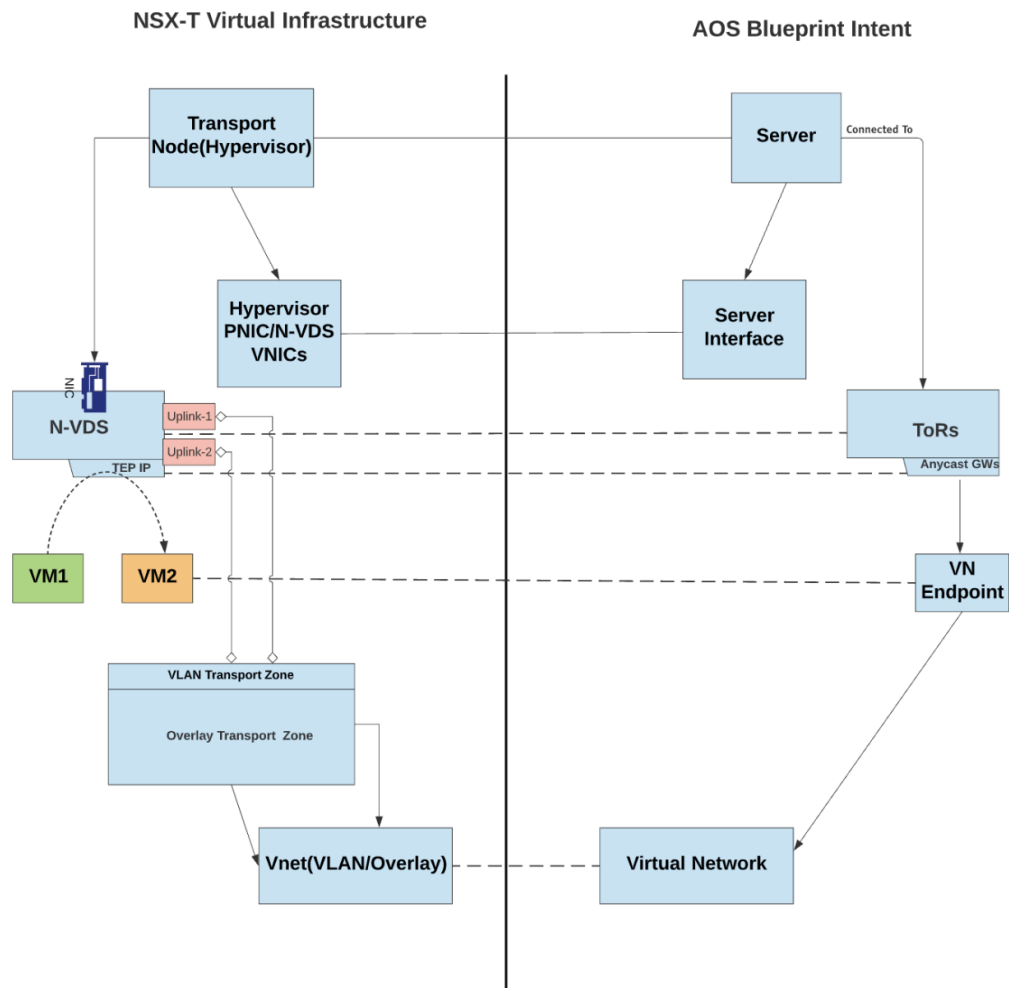 NSX-T Virtual Infrastructure
AOS Blueprint Intent
Transport
Node(Hypervisor)
Server
Connected To
Hypervisor
PNIC/N-VDS
VNICs
Server
Interface
NIC
N-VDS
Uplink-1
Uplink-2
TEP IP
ToRs
Anycast GWs
VM1
VM2
VN
Endpoint
VLAN Transport Zone
Overlay Transport Zone
Vnet(VLAN/Overlay)
Virtual Network